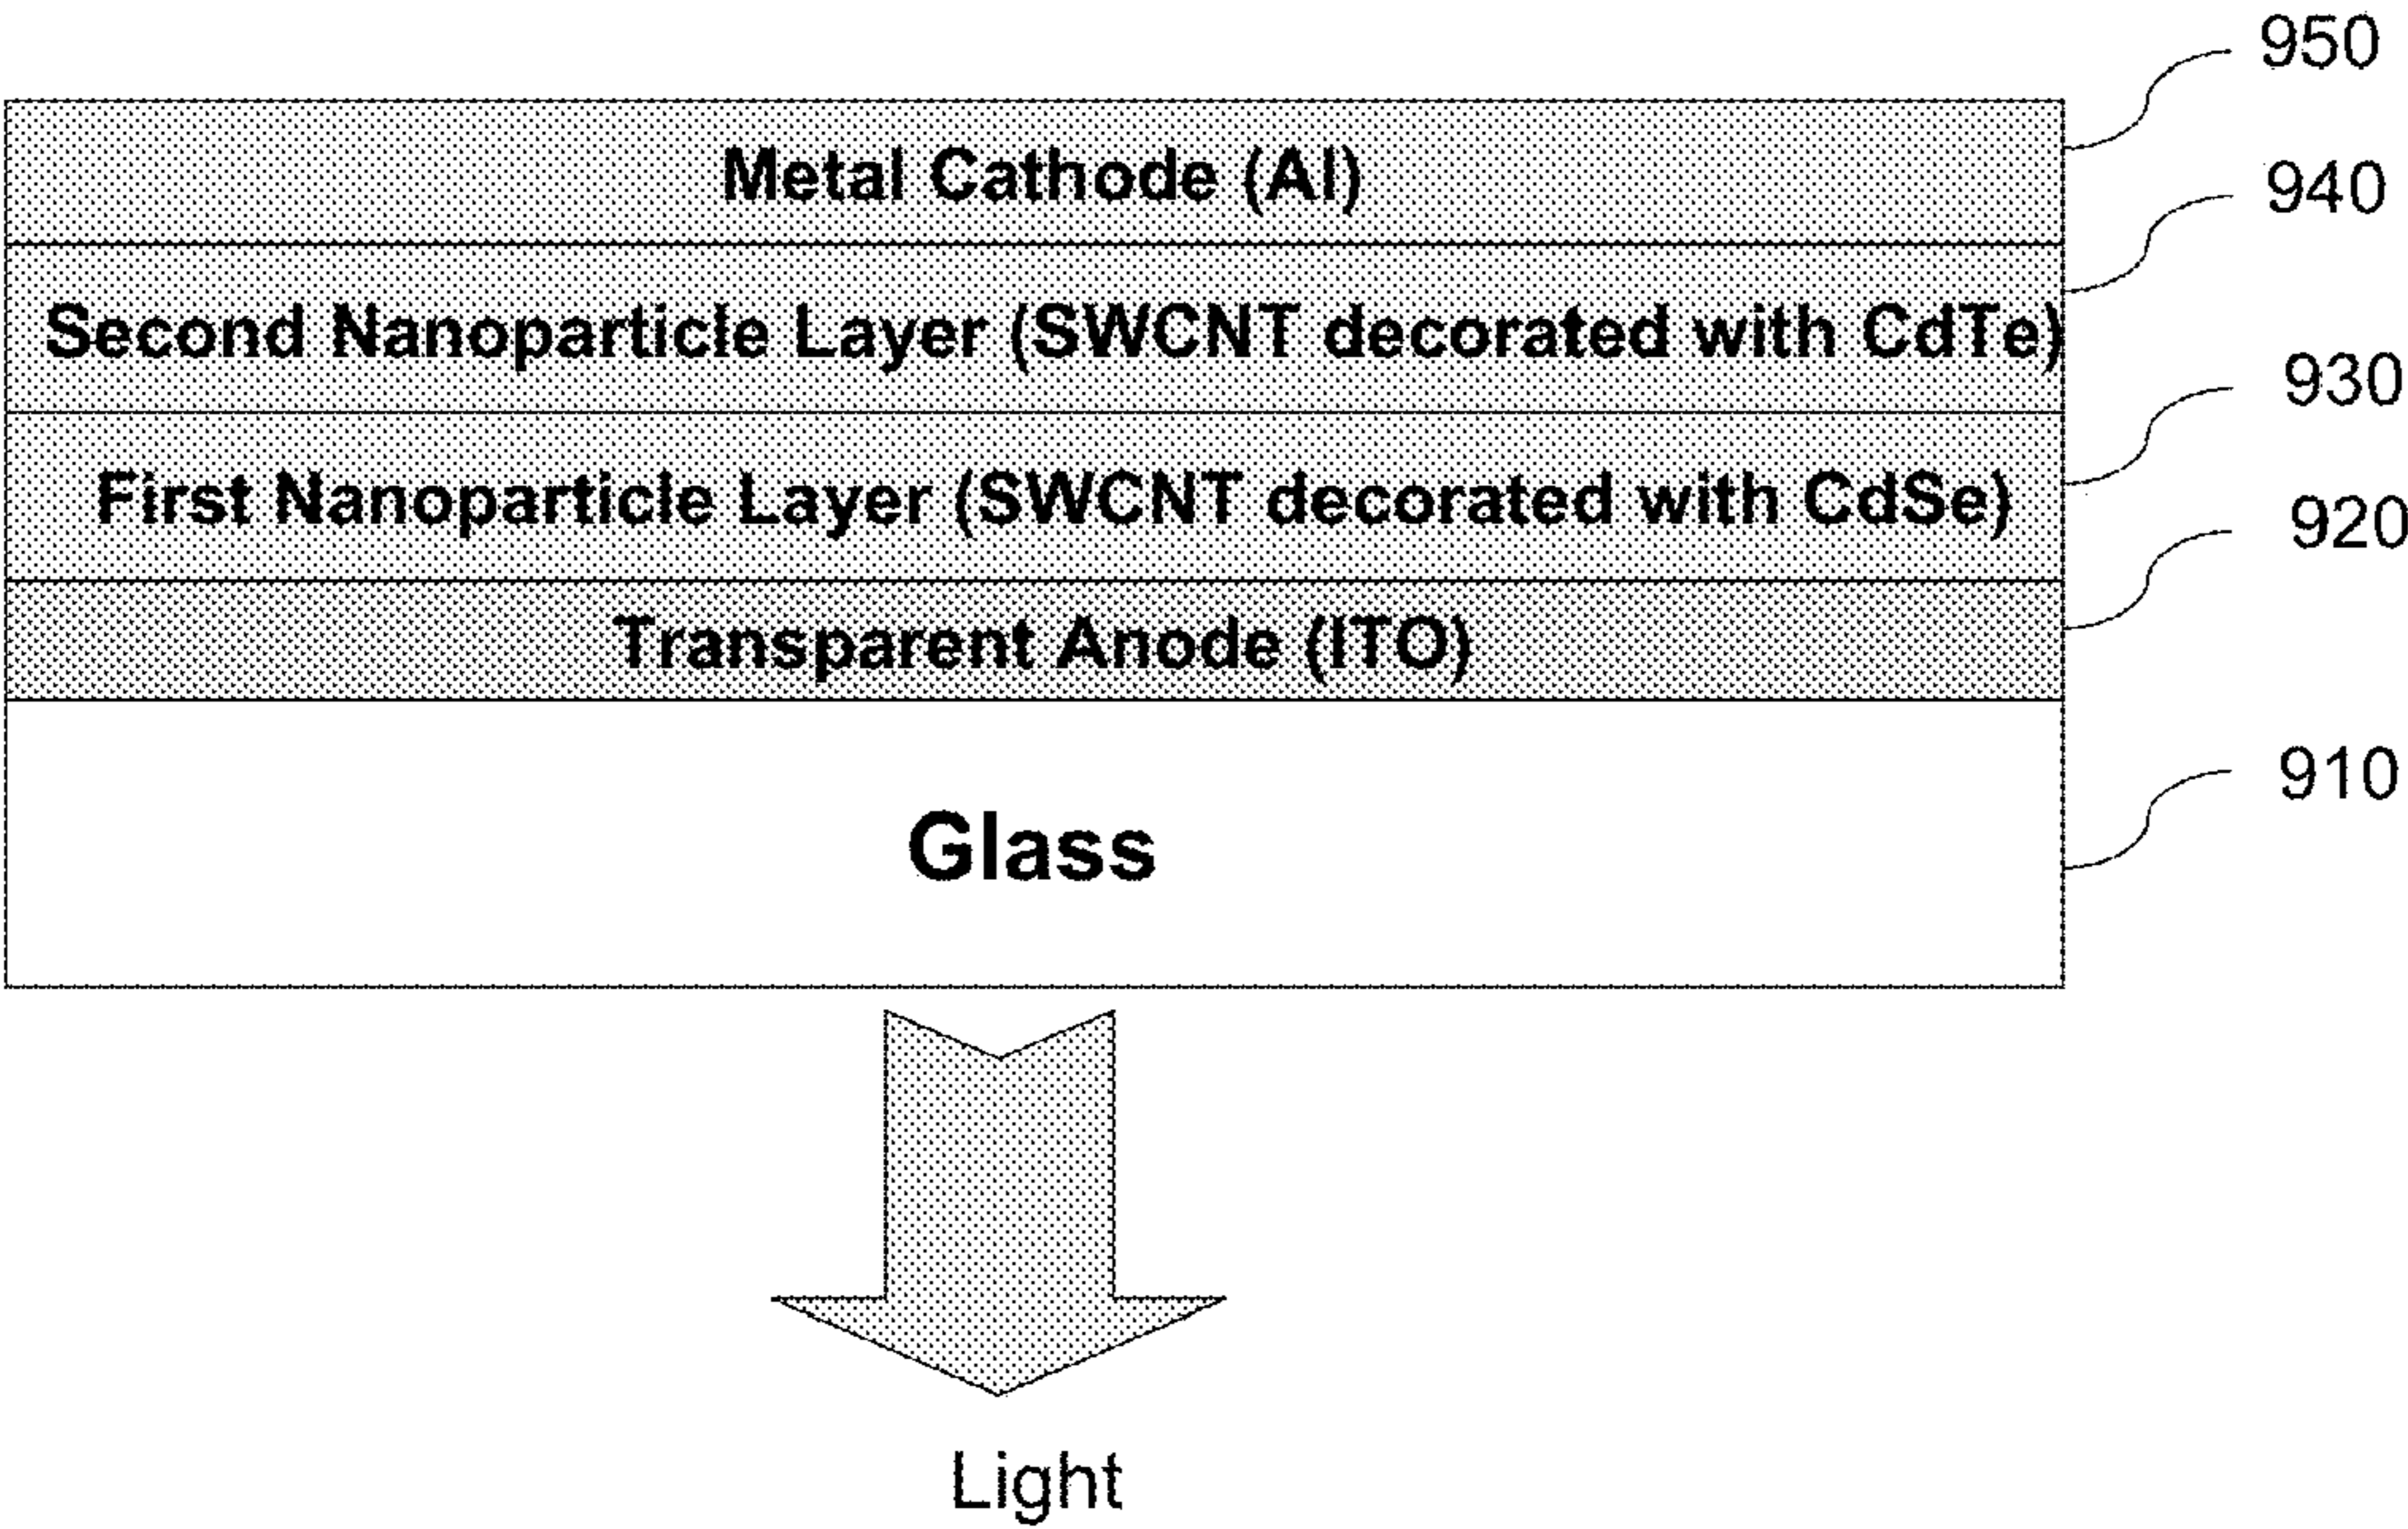 950
Metal Cathode (Al)
940
Second Nanoparticle Layer (SWCNT decorated with CdTe)
930
First Nanoparticle Layer (SWCNT decorated with CdSe)
920
Transparent Anode (ITO)
910
Glass
Light